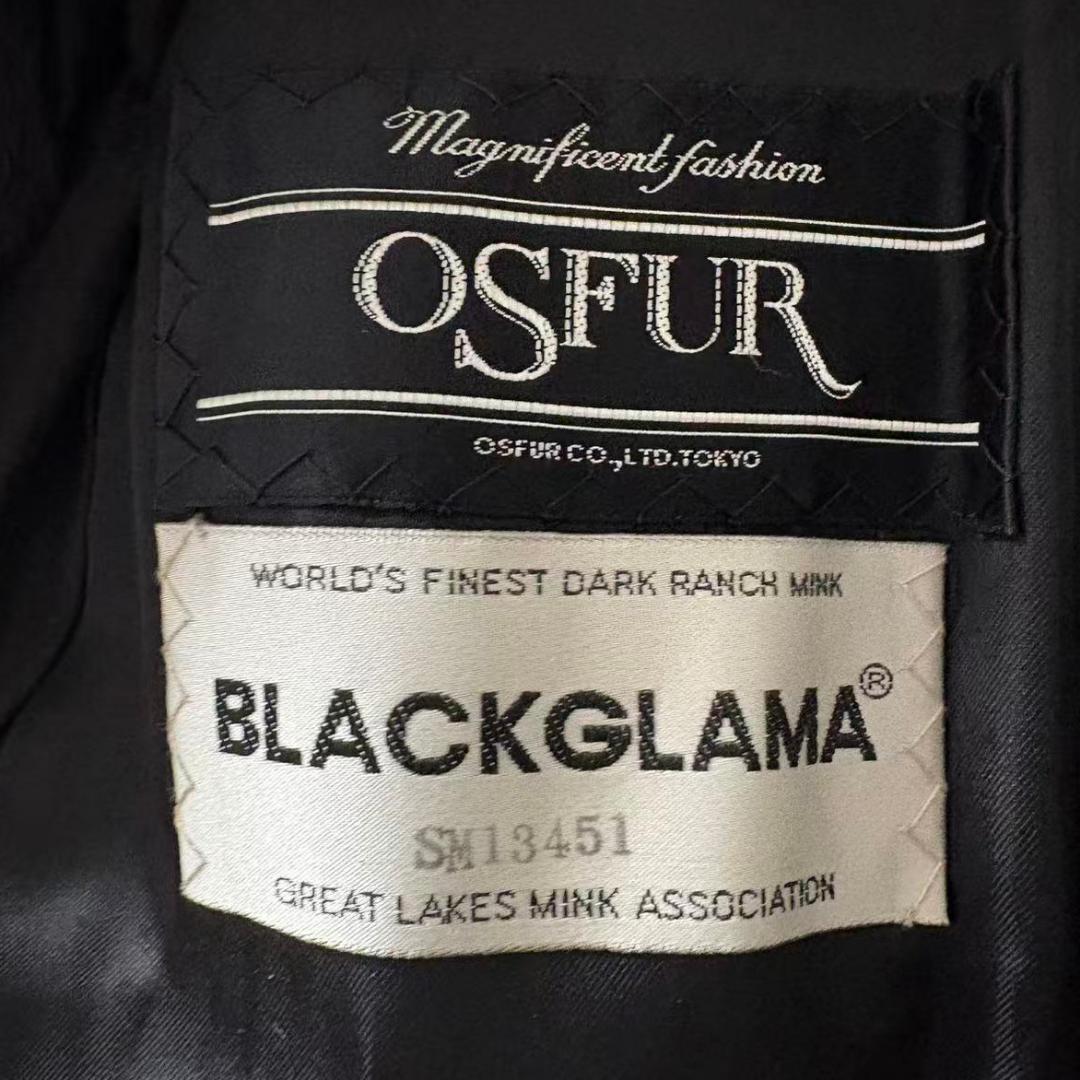 Magnificent fashion
OSFUR
OSFUR CO.,LTD.TOKYO
WORLD'S FINEST DARK RANCH MINK
BLACKGLAMA®
SM13451
GREAT LAKES MINK ASSOCIATION